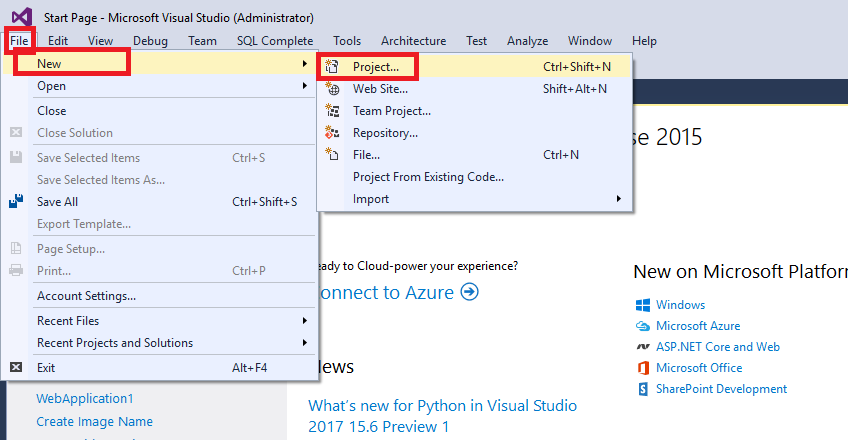 Start Page - Microsoft Visual Studio (Administrator)
File Edit View Debug Team SQL Complete Tools Architecture Test Analyze Window Help
New
Open
Close
Close Solution
Save Selected Items Ctrl+S
Save Selected Items As...
Save All Ctrl+Shift+S
Export Template...
Page Setup...
Print... Ctrl+P
Account Settings...
Recent Files
Recent Projects and Solutions
Exit Alt+F4
Project... Ctrl+Shift+N
Web Site... Shift+Alt+N
Team Project...
Repository...
File... Ctrl+N
Project From Existing Code...
Import
se 2015
eady to Cloud-power your experience?
onnect to Azure
News
What's new for Python in Visual Studio
2017 15.6 Preview 1
New on Microsoft Platfor
Windows
Microsoft Azure
ASP.NET Core and Web
Microsoft Office
SharePoint Development
WebApplication1
Create Image Name